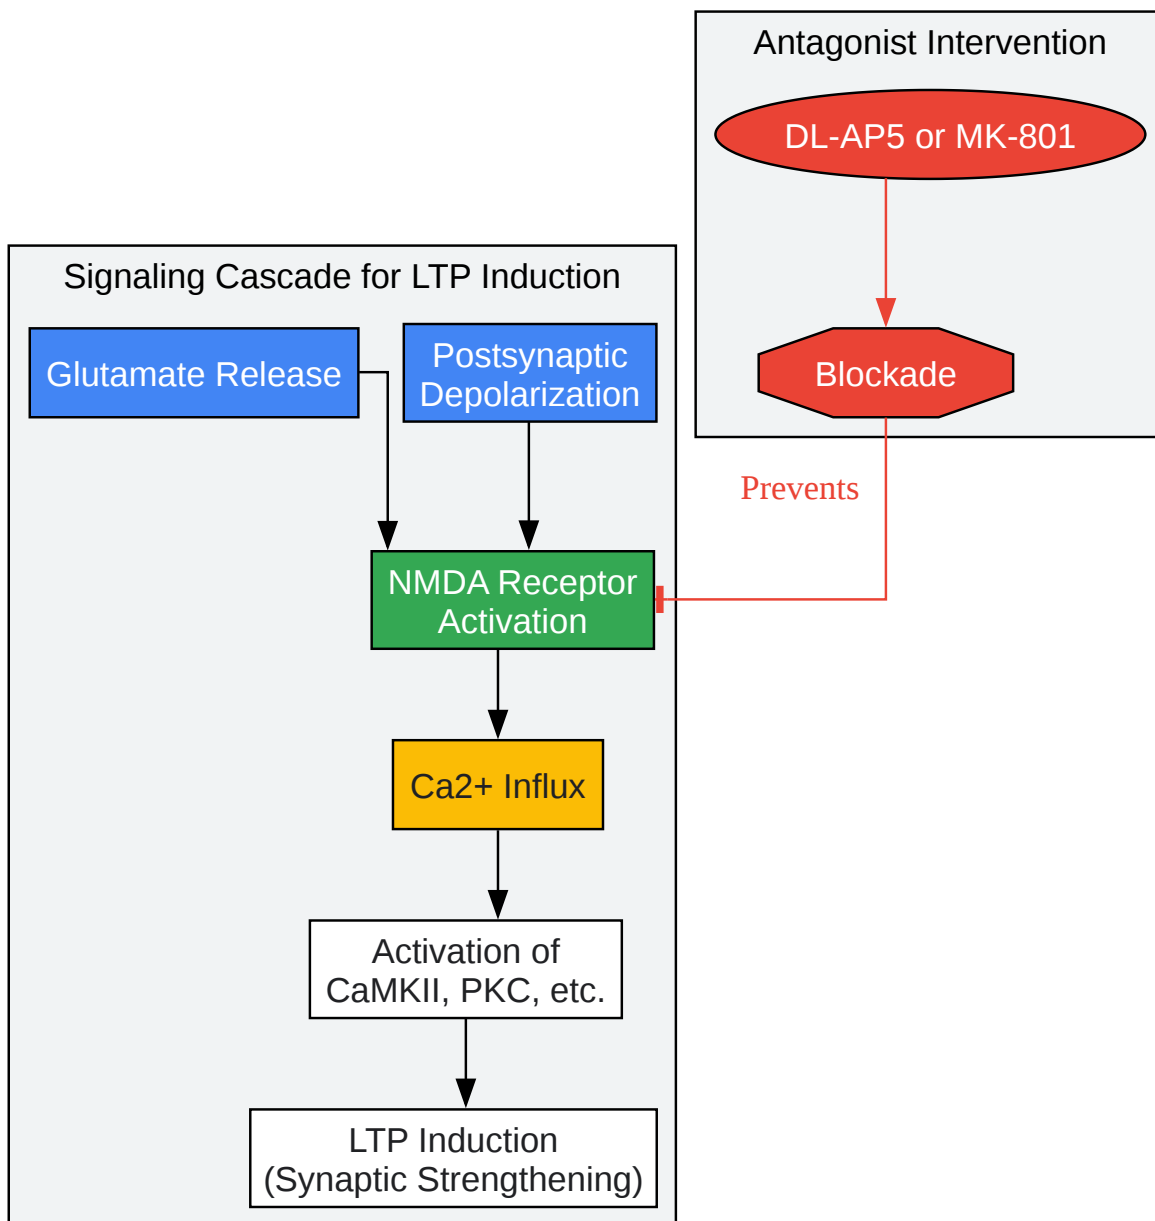 Antagonist Intervention
DL-AP5 or MK-801
Blockade
Prevents
Signaling Cascade for LTP Induction
Glutamate Release
Postsynaptic
Depolarization
NMDA Receptor
Activation
Ca2+ Influx
Activation of
CaMKII, PKC, etc.
LTP Induction
(Synaptic Strengthening)